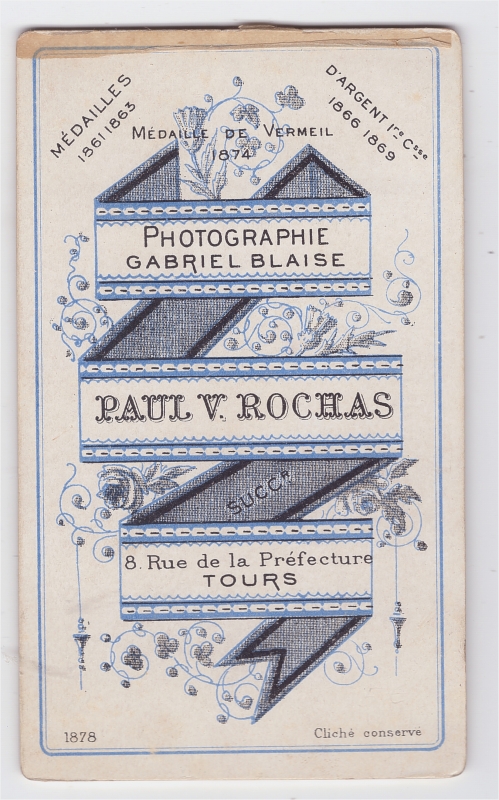 MÉDAILLES
1861 1863
MÉDAILLE DE VERMEIL
1874
D'ARGENT 1re Csse
1866 1869
PHOTOGRAPHIE
GABRIEL BLAISE
PAUL V. ROCHAS
SUCCR
8. Rue de la Préfecture
TOURS
1878
Cliché conservé